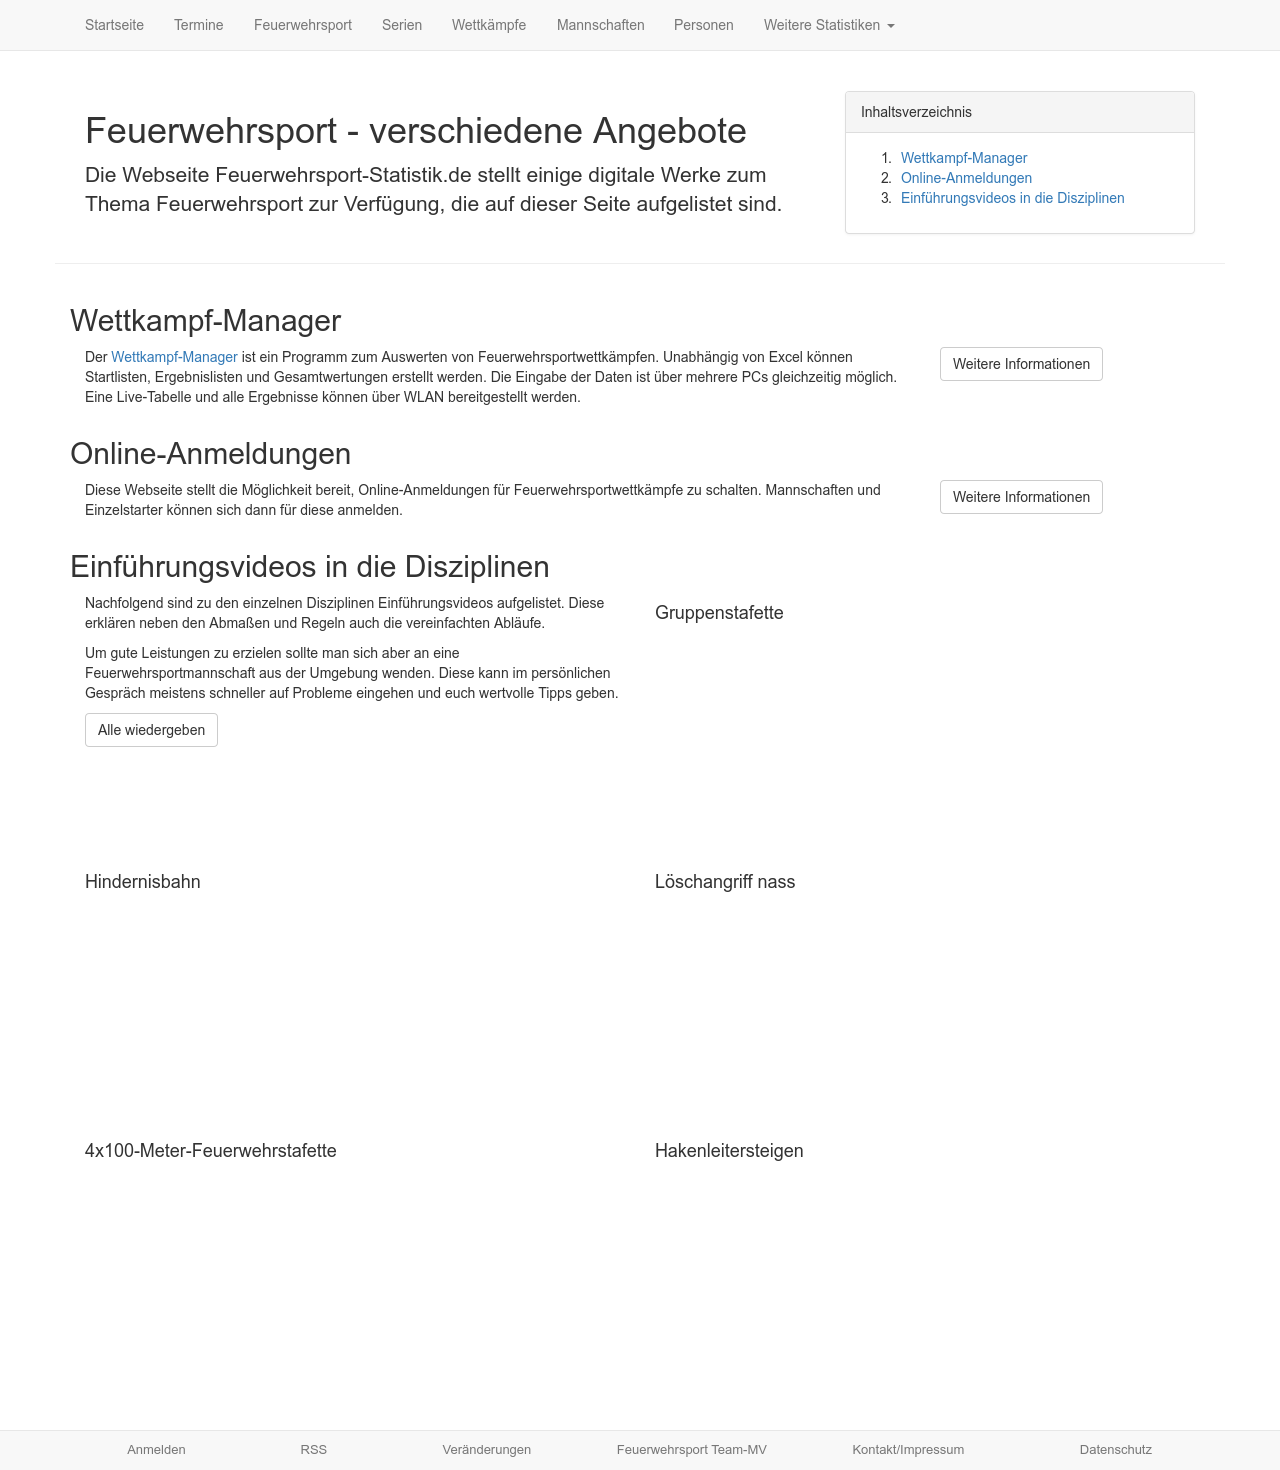 Startseite Termine Feuerwehrsport Serien Wettkämpfe Mannschaften Personen Weitere Statistiken
Feuerwehrsport - verschiedene Angebote
Die Webseite Feuerwehrsport-Statistik.de stellt einige digitale Werke zum
Thema Feuerwehrsport zur Verfügung, die auf dieser Seite aufgelistet sind.
Inhaltsverzeichnis
1. Wettkampf-Manager
2. Online-Anmeldungen
3. Einführungsvideos in die Disziplinen
Wettkampf-Manager
Der Wettkampf-Manager ist ein Programm zum Auswerten von Feuerwehrsportwettkämpfen. Unabhängig von Excel können
Startlisten, Ergebnislisten und Gesamtwertungen erstellt werden. Die Eingabe der Daten ist über mehrere PCs gleichzeitig möglich.
Eine Live-Tabelle und alle Ergebnisse können über WLAN bereitgestellt werden.
Weitere Informationen
Online-Anmeldungen
Diese Webseite stellt die Möglichkeit bereit, Online-Anmeldungen für Feuerwehrsportwettkämpfe zu schalten. Mannschaften und
Einzelstarter können sich dann für diese anmelden.
Weitere Informationen
Einführungsvideos in die Disziplinen
Nachfolgend sind zu den einzelnen Disziplinen Einführungsvideos aufgelistet. Diese
erklären neben den Abmaßen und Regeln auch die vereinfachten Abläufe.
Um gute Leistungen zu erzielen sollte man sich aber an eine
Feuerwehrsportmannschaft aus der Umgebung wenden. Diese kann im persönlichen
Gespräch meistens schneller auf Probleme eingehen und euch wertvolle Tipps geben.
Alle wiedergeben
Gruppenstafette
Hindernisbahn
Löschangriff nass
4x100-Meter-Feuerwehrstafette
Hakenleitersteigen
Anmelden RSS Veränderungen Feuerwehrsport Team-MV Kontakt/Impressum Datenschutz